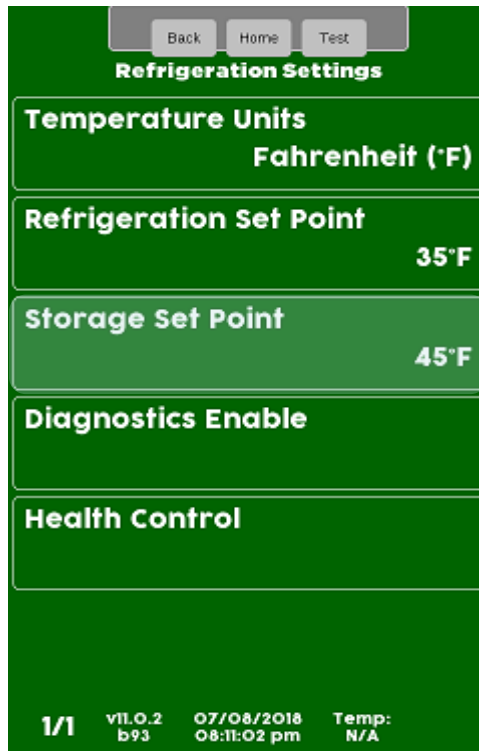 Back Home Test
Refrigeration Settings
Temperature Units
Fahrenheit (°F)
Refrigeration Set Point
35°F
Storage Set Point
45°F
Diagnostics Enable
Health Control
1/1 v11.0.2 07/08/2018 Temp:
b93 08:11:02 pm N/A